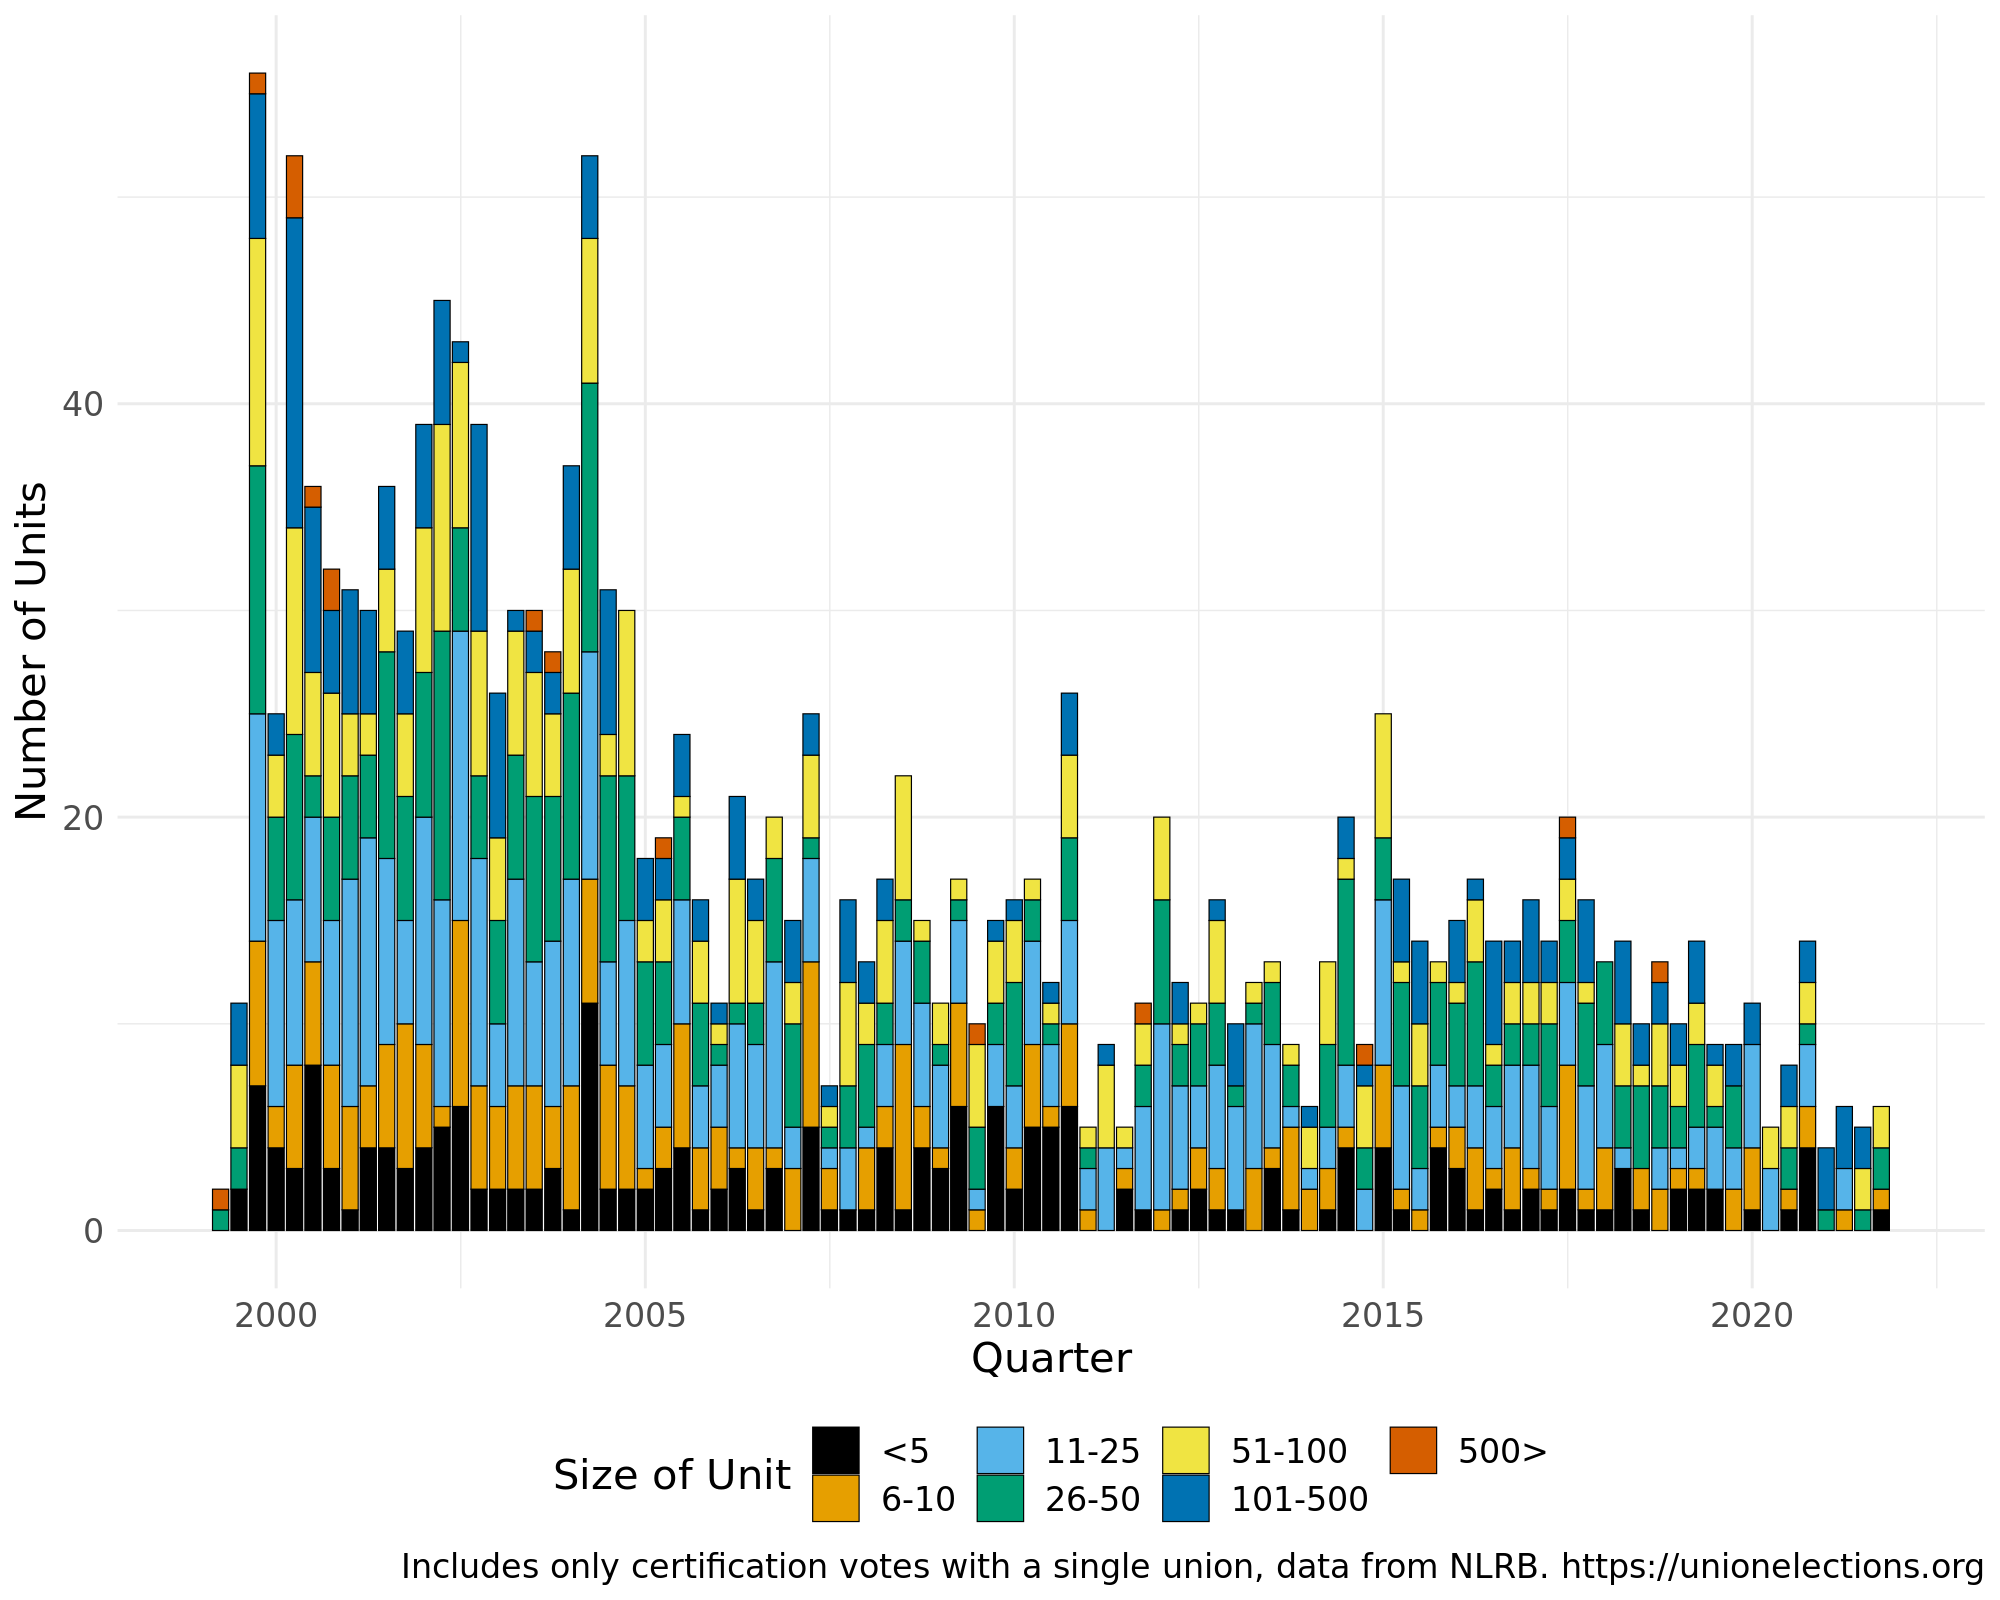 Number of Units
40
20
0
2000 2005 2010 2015 2020
Quarter
Size of Unit
<5 11-25 51-100 500>
6-10 26-50 101-500
Includes only certification votes with a single union, data from NLRB. https://unionelections.org